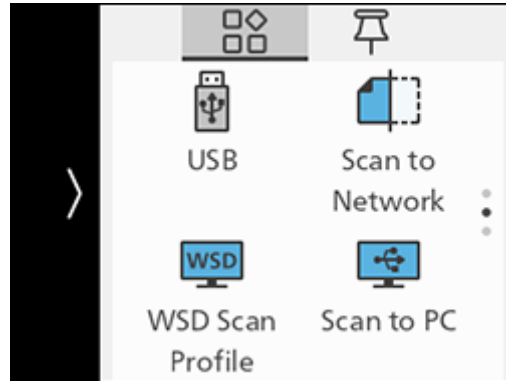 USB
Scan to
Network
WSD
WSD Scan
Profile
Scan to PC